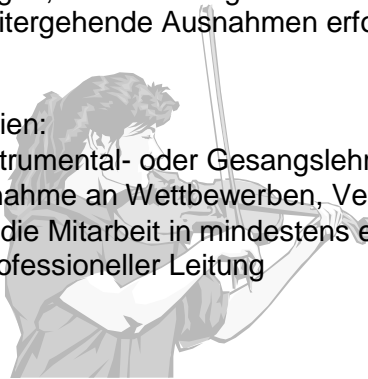 itergehende Ausnahmen erfo
ien:
trumental- oder Gesangslehr
nahme an Wettbewerben, Ve
die Mitarbeit in mindestens e
ofessioneller Leitung